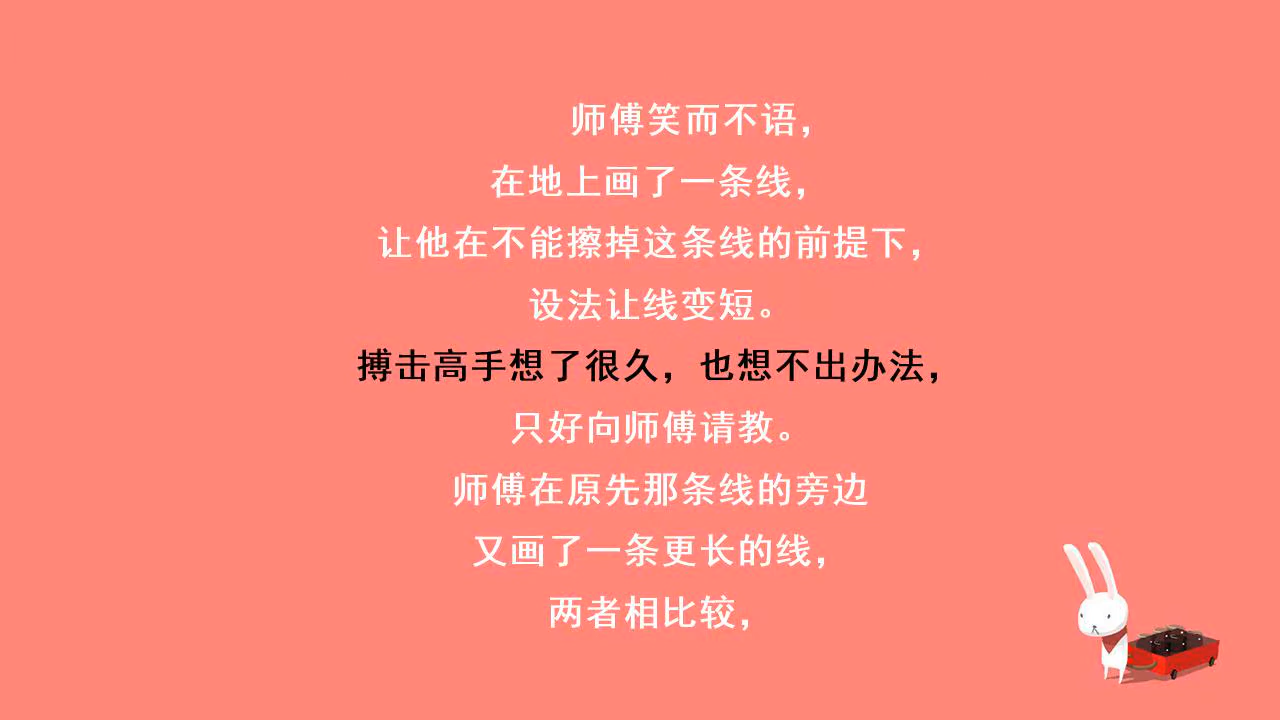 师傅笑而不语，
在地上画了一条线，
让他在不能擦掉这条线的前提下，
设法让线变短。
搏击高手想了很久，也想不出办法，
只好向师傅请教。
师傅在原先那条线的旁边
又画了一条更长的线，
两者相比较，